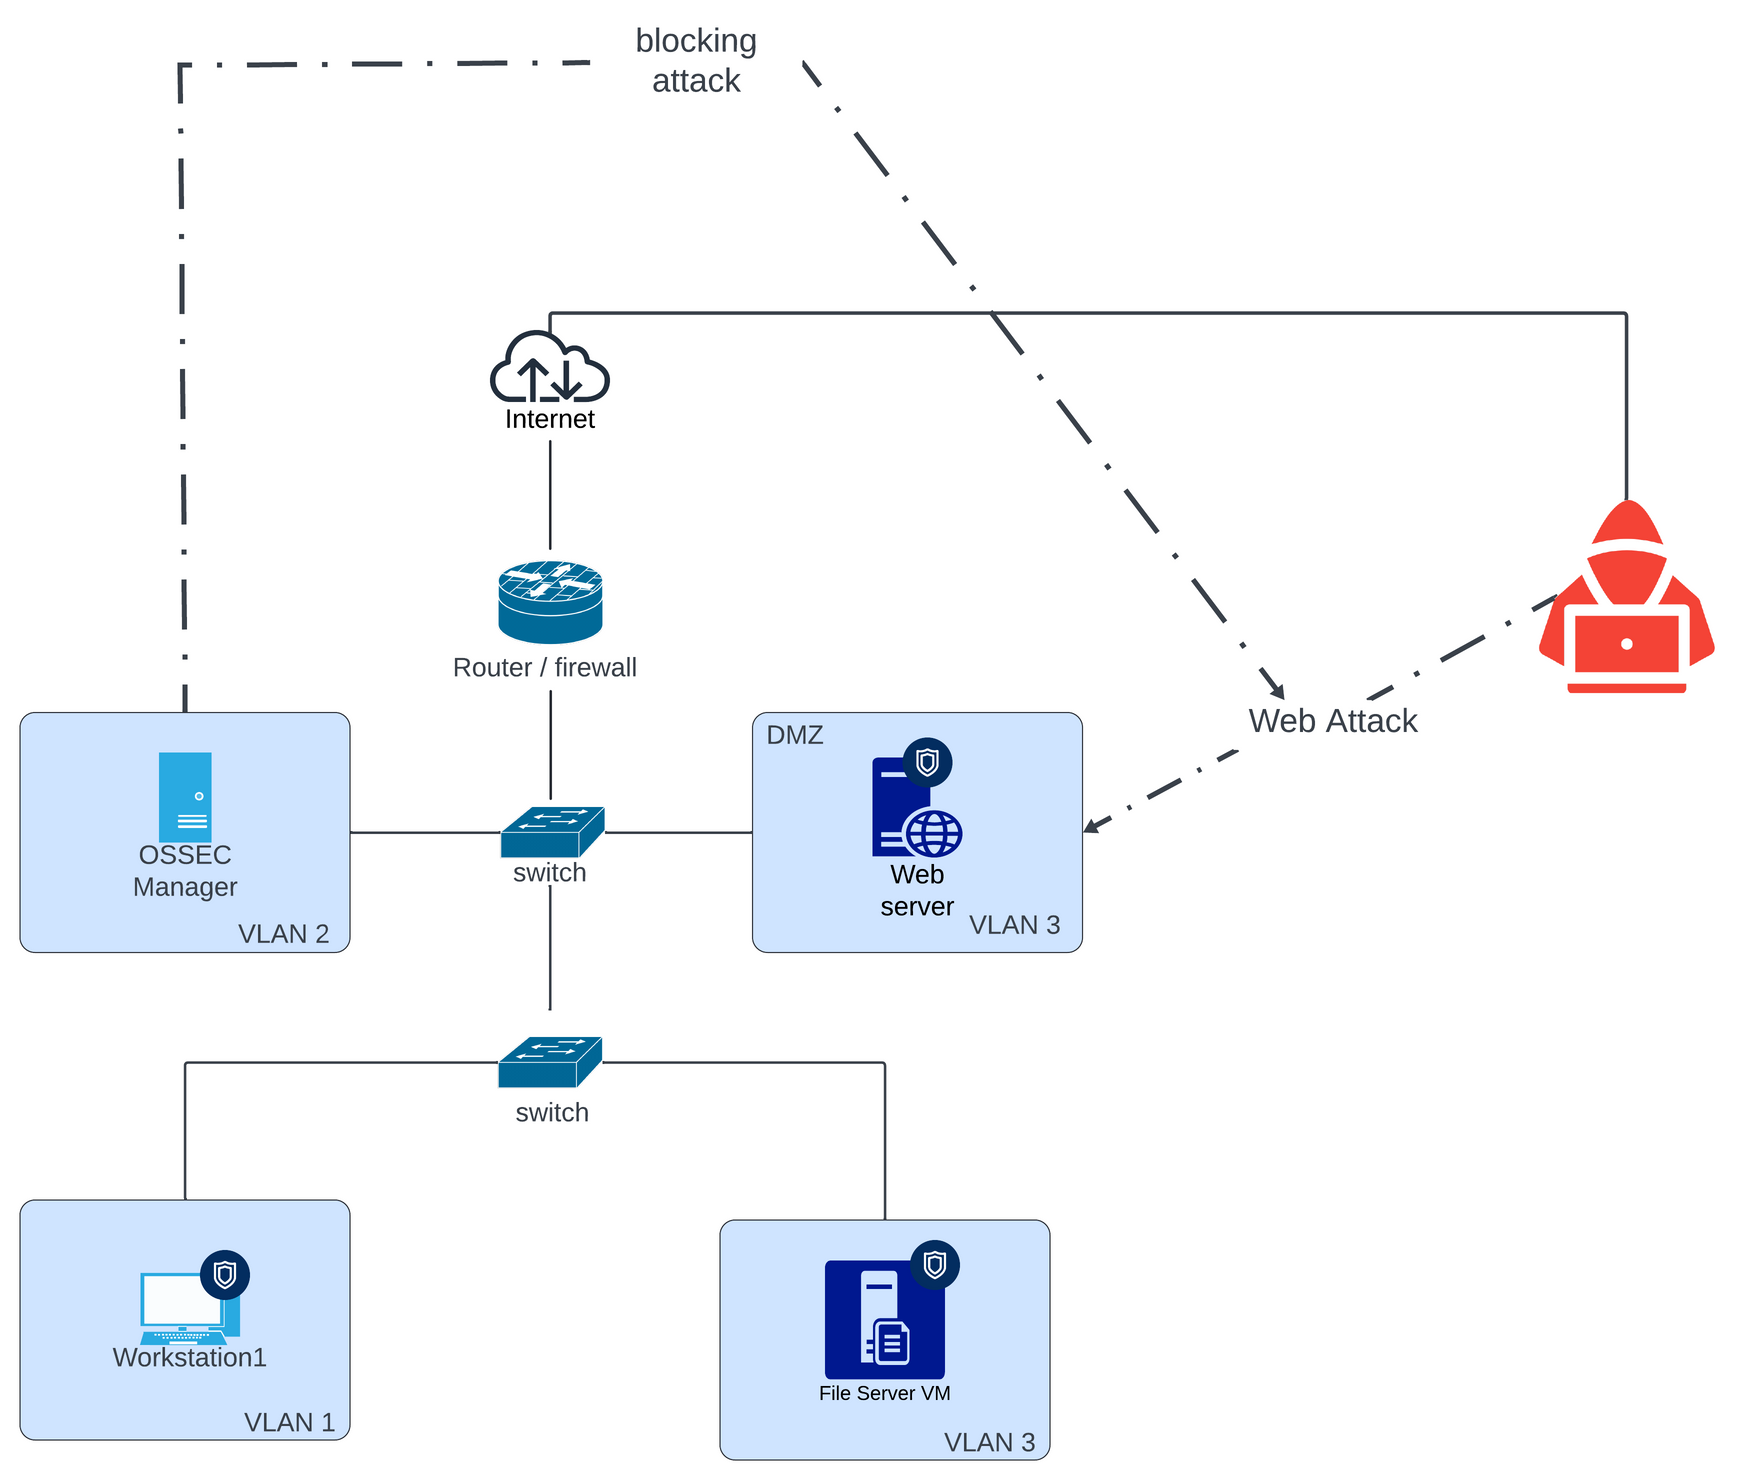 blocking
attack
Internet
Router / firewall
Web Attack
DMZ
OSSEC
Manager
VLAN 2
switch
Web
server
VLAN 3
switch
Workstation1
VLAN 1
File Server VM
VLAN 3